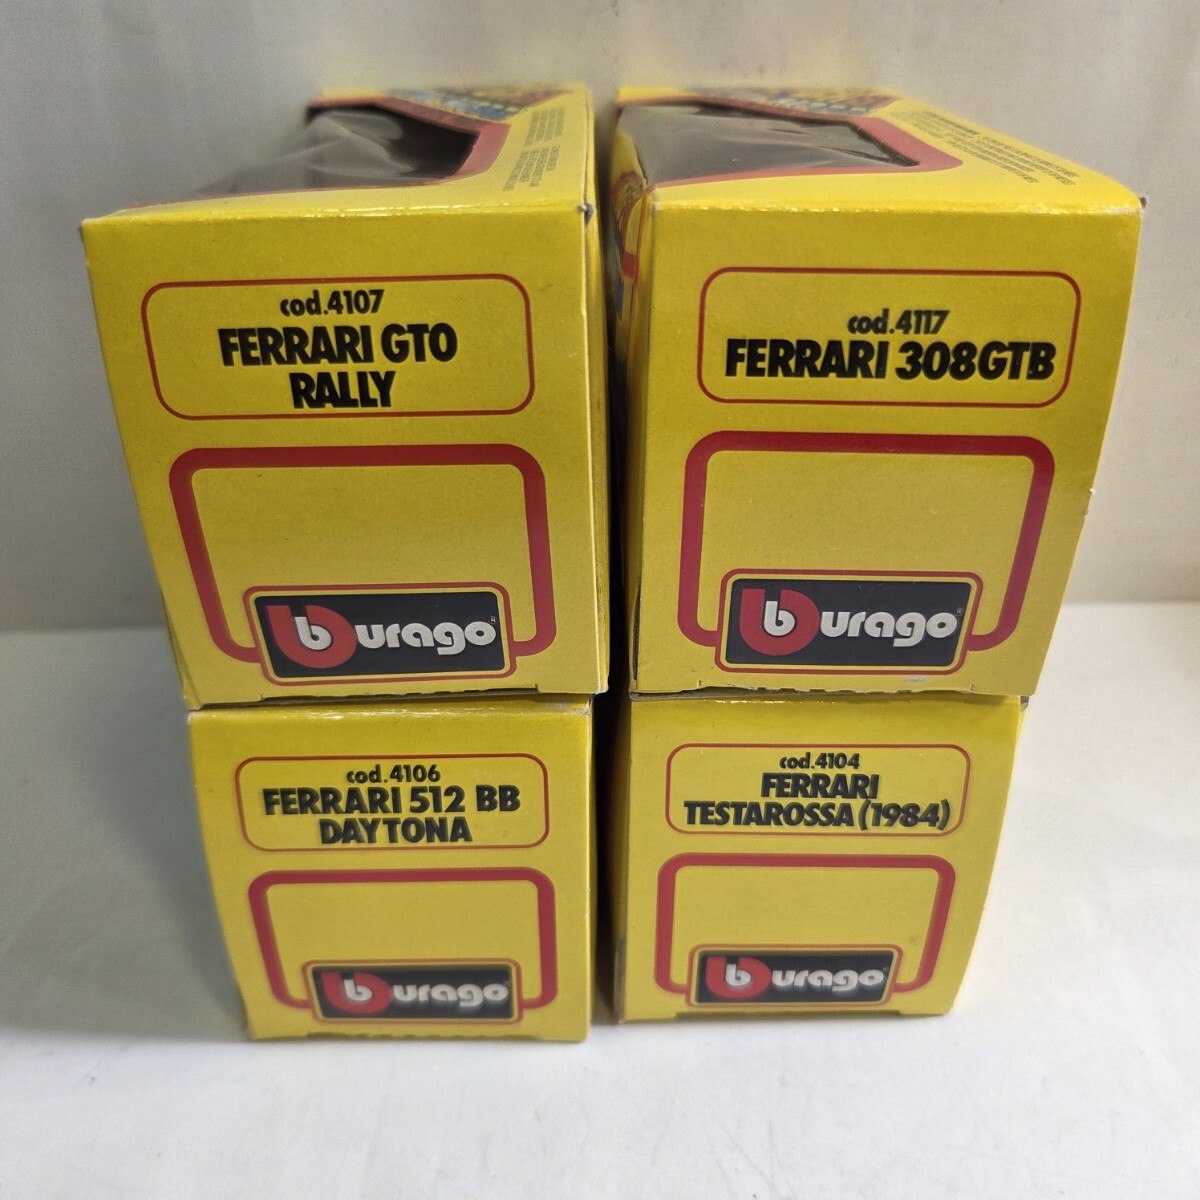 cod.4107
FERRARI GTO
RALLY
burago
cod.4117
FERRARI 308GTB
burago
cod.4106
FERRARI 512 BB
DAYTONA
burago
cod.4104
FERRARI
TESTAROSSA (1984)
burago